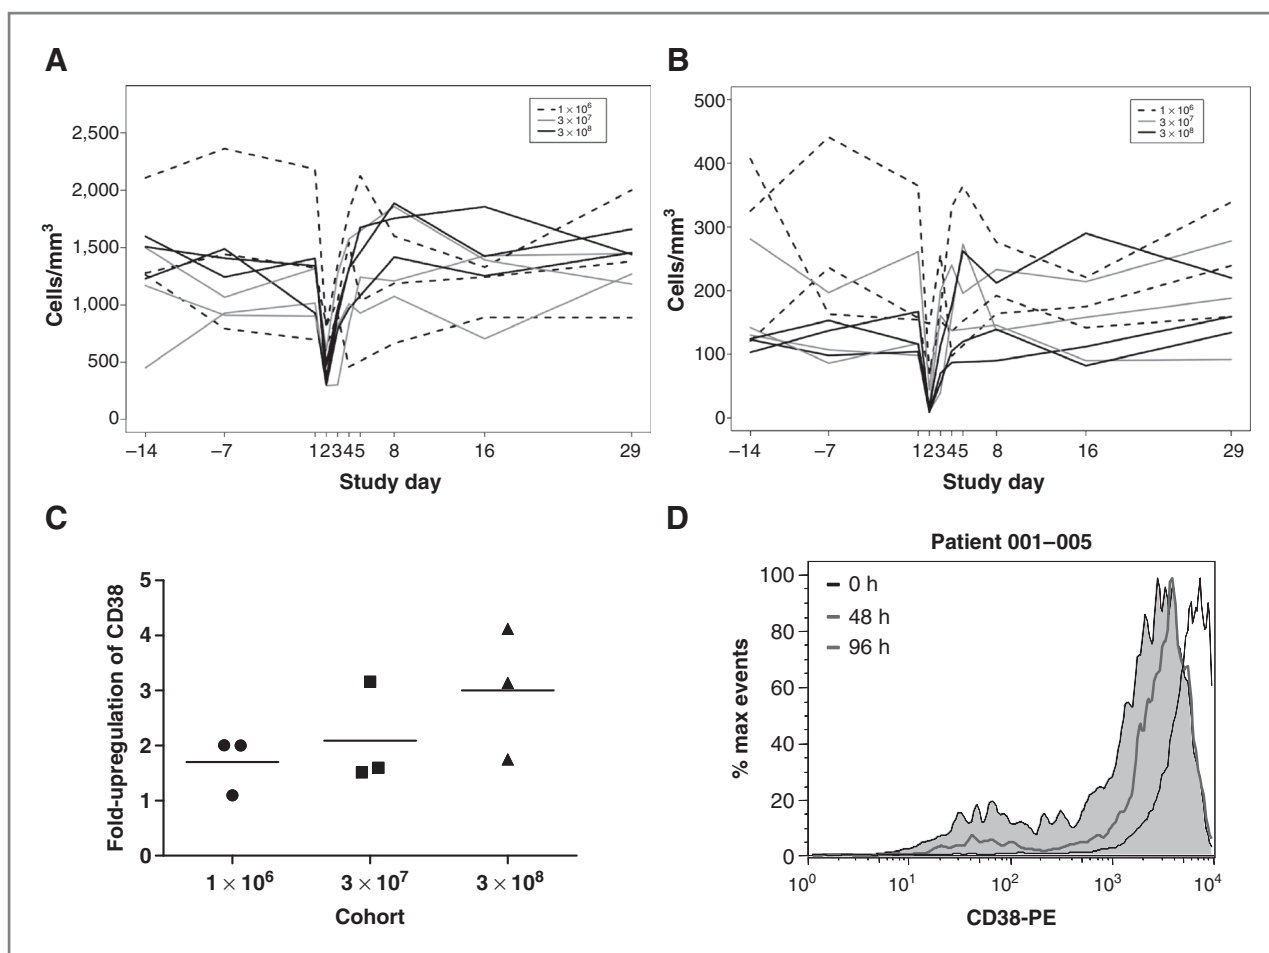 A
Cells/mm³
2,500
2,000
1,500
1,000
500
0
1 × 10⁶
3 × 10⁷
3 × 10⁸
–14 –7 12345 8 16 29
Study day
B
Cells/mm³
500
400
300
200
100
0
1 × 10⁶
3 × 10⁷
3 × 10⁸
–14 –7 12345 8 16 29
Study day
C
Fold-upregulation of CD38
5
4
3
2
1
0
1 × 10⁶ 3 × 10⁷ 3 × 10⁸
Cohort
D
Patient 001–005
% max events
100
80
60
40
20
0
0 h
48 h
96 h
10⁰ 10¹ 10² 10³ 10⁴
CD38-PE